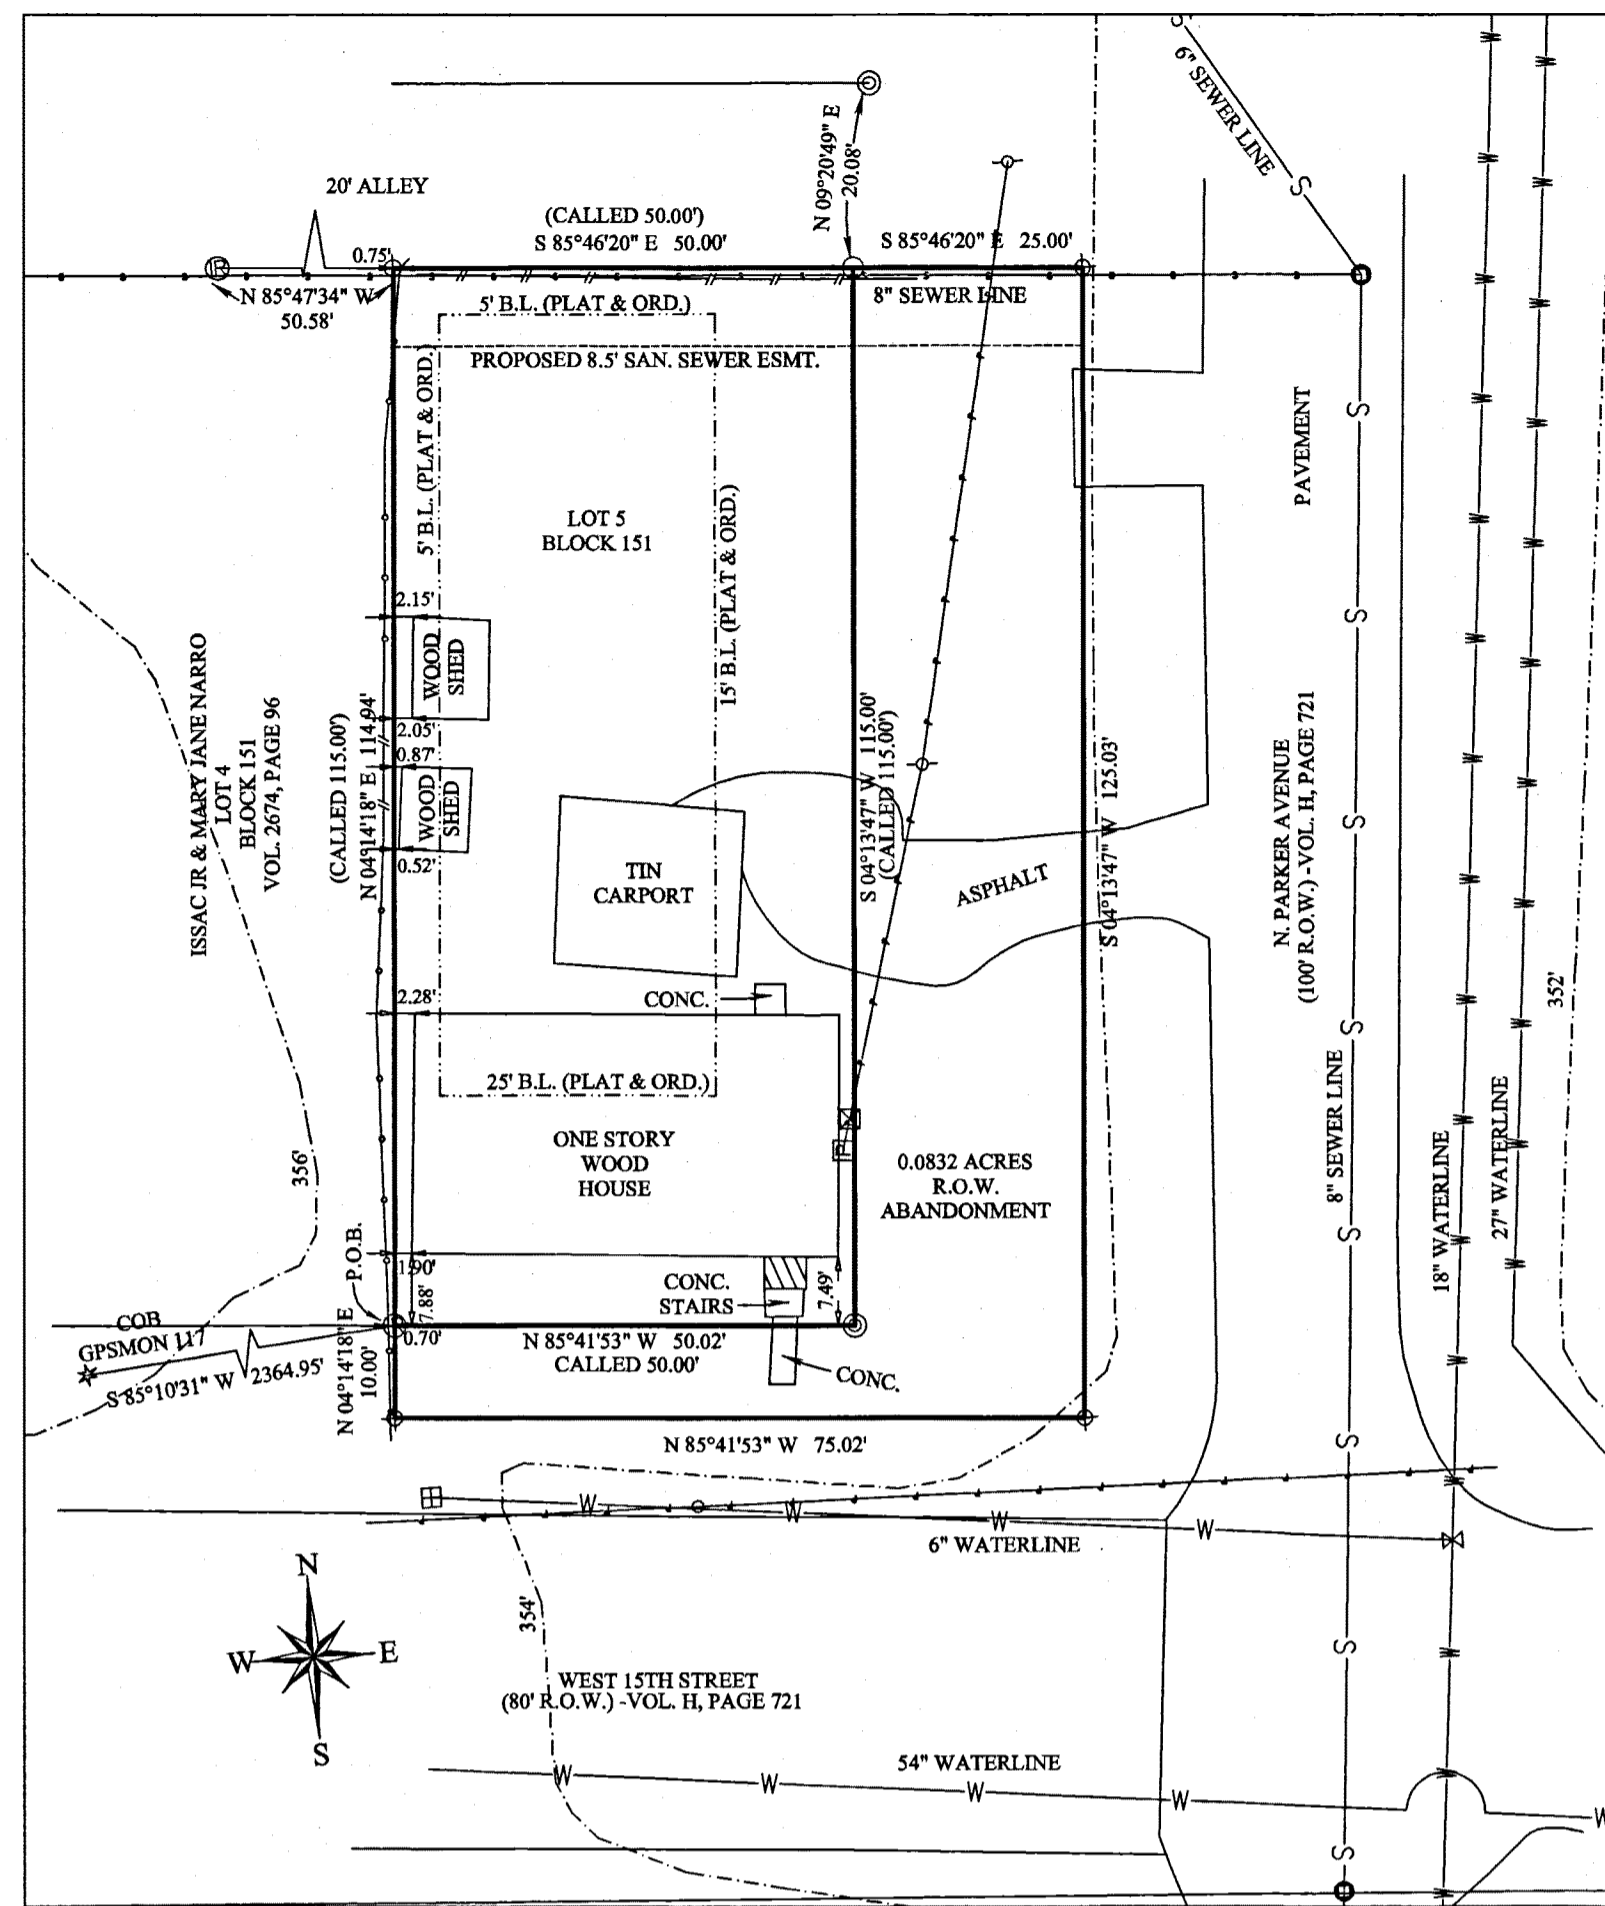 6" SEWER LINE
N 09°20'49" E
20.08'
20' ALLEY
(CALLED 50.00')
S 85°46'20" E 50.00'
S 85°46'20" E 25.00'
0.75'
N 85°47'34" W
50.58'
5' B.L. (PLAT & ORD.)
8" SEWER LINE
PROPOSED 8.5' SAN. SEWER ESMT.
5' B.L. (PLAT & ORD.)
LOT 5
BLOCK 151
15' B.L. (PLAT & ORD.)
PAVEMENT
2.15'
WOOD
SHED
2.05'
0.87'
WOOD
SHED
0.52'
ISSAC JR & MARY JANE NARRO
LOT 4
BLOCK 151
VOL. 2674, PAGE 96
(CALLED 115.00')
N 04°14'18" E 114.94'
S 04°13'47" W 115.00'
(CALLED 115.00')
S 04°13'47" W 125.03'
N. PARKER AVENUE
(100' R.O.W.) -VOL. H, PAGE 721
TIN
CARPORT
ASPHALT
2.28'
CONC.
352'
25' B.L. (PLAT & ORD.)
8" SEWER LINE
18" WATERLINE
27" WATERLINE
ONE STORY
WOOD
HOUSE
P
0.0832 ACRES
R.O.W.
ABANDONMENT
356'
P.O.B.
1.90'
7.88'
CONC.
STAIRS
7.49'
COB
GPSMON 117
S 85°10'31" W 2364.95'
0.70'
N 85°41'53" W 50.02'
CALLED 50.00'
CONC.
N 04°14'18" E
10.00'
N 85°41'53" W 75.02'
6" WATERLINE
N
W
E
S
354'
WEST 15TH STREET
(80' R.O.W.) -VOL. H, PAGE 721
54" WATERLINE